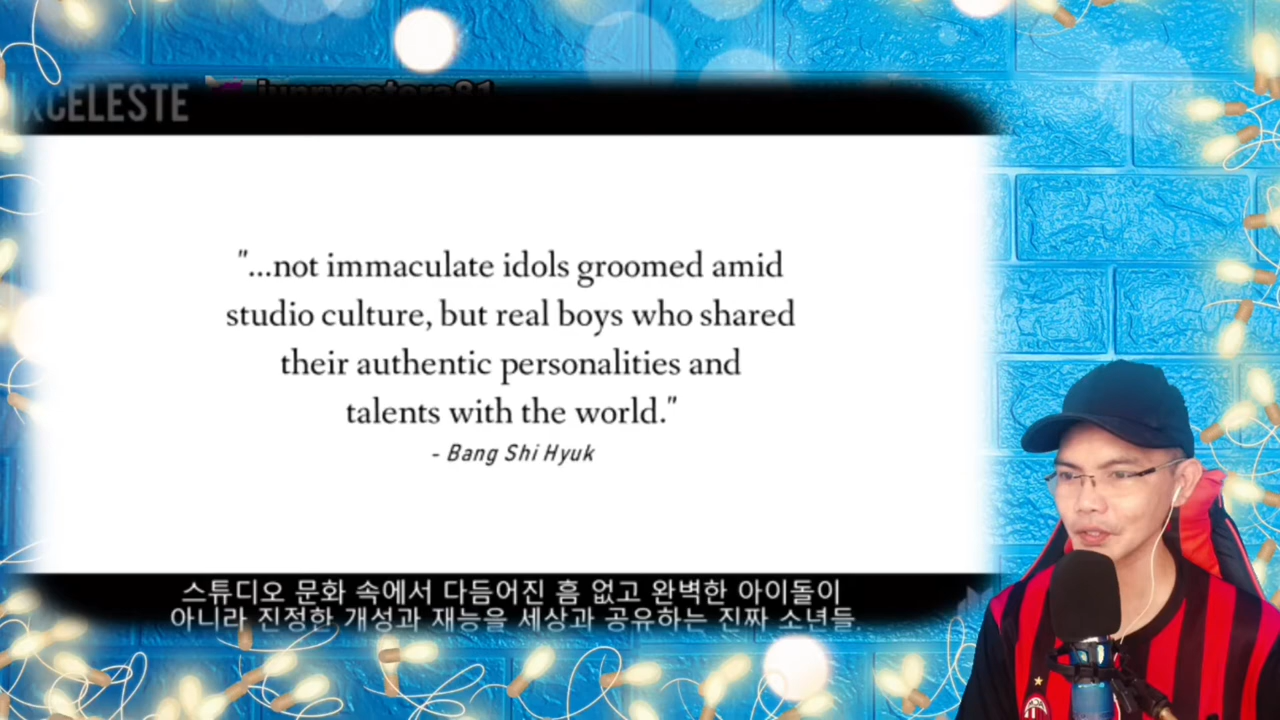 CELESTE
"...not immaculate idols groomed amid
studio culture, but real boys who shared
their authentic personalities and
talents with the world."
- Bang Shi Hyuk
스튜디오 문화 속에서 다듬어진 흠 없고 완벽한 아이돌이
아니라 진정한 개성과 재능을 세상과 공유하는 진짜 소년들.